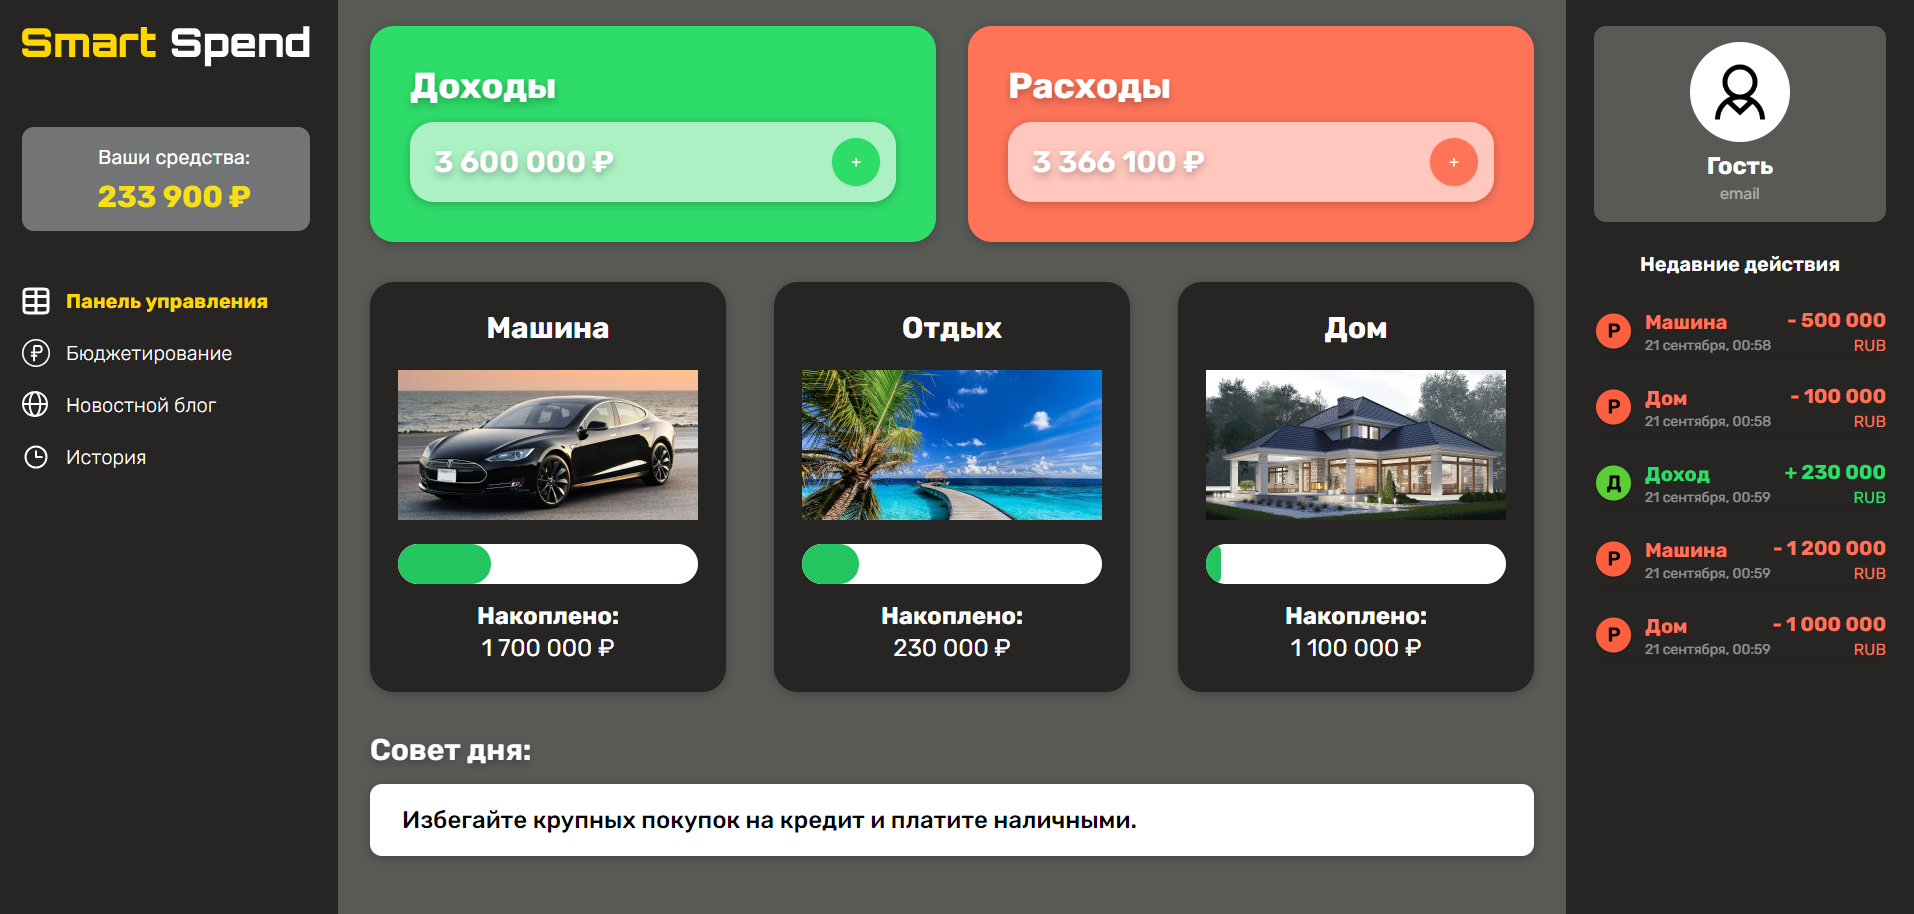 Smart Spend
Ваши средства:
233 900 ₽
Панель управления
Бюджетирование
Новостной блог
История
Доходы
3 600 000 ₽
+
Расходы
3 366 100 ₽
+
Машина
Накоплено:
1 700 000 ₽
Отдых
Накоплено:
230 000 ₽
Дом
Накоплено:
1 100 000 ₽
Совет дня:
Избегайте крупных покупок на кредит и платите наличными.
Гость
email
Недавние действия
Р Машина - 500 000
21 сентября, 00:58 RUB
Р Дом - 100 000
21 сентября, 00:58 RUB
Д Доход + 230 000
21 сентября, 00:59 RUB
Р Машина - 1 200 000
21 сентября, 00:59 RUB
Р Дом - 1 000 000
21 сентября, 00:59 RUB